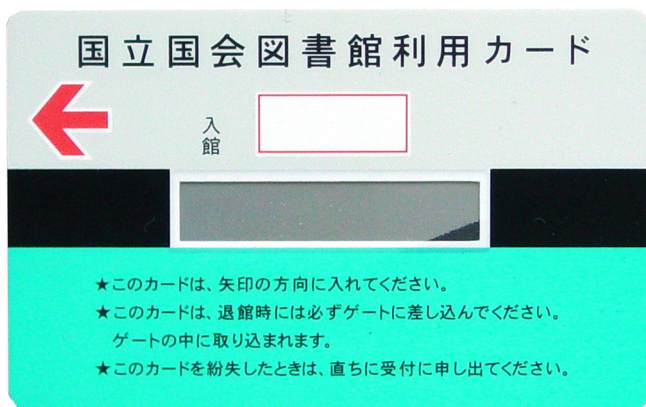 国立国会図書館利用カード
入館
★このカードは、矢印の方向に入れてください。
★このカードは、退館時には必ずゲートに差し込んでください。
ゲートの中に取り込まれます。
★このカードを紛失したときは、直ちに受付に申し出てください。